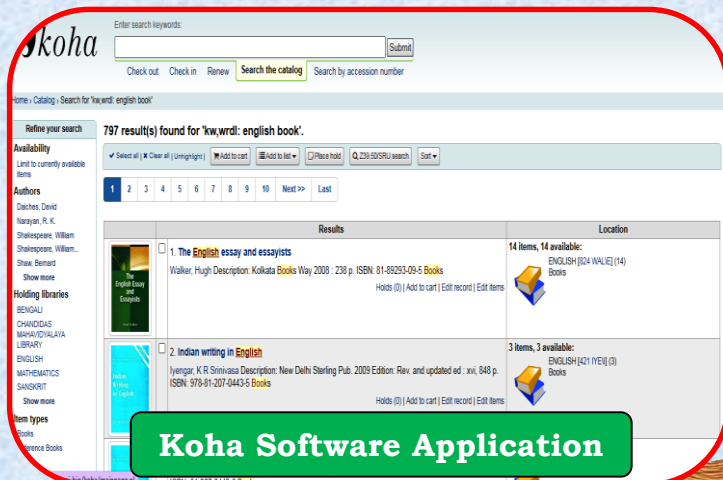 koha
Enter search keywords:
Submit
Check out Check in Renew Search the catalog Search by accession number
Home › Catalog › Search for 'kw,wrdl: english book'
Refine your search
Availability
Limit to currently available
items
Authors
Daiches, David
Narayan, R. K.
Shakespeare, William
Shakespeare, William...
Shaw, Bernard
Show more
Holding libraries
BENGALI
CHANDIDAS
MAHAVIDYALAYA
LIBRARY
ENGLISH
MATHEMATICS
SANSKRIT
Show more
Item types
Books
Reference Books
797 result(s) found for 'kw,wrdl: english book'.
Select all | Clear all | Unhighlight | Add to cart Add to list Place hold Z39.50/SRU search Sort
1 2 3 4 5 6 7 8 9 10 Next >> Last
Results Location
The
English Essay
and
Essayists
1. The English essay and essayists
Walker, Hugh Description: Kolkata Books Way 2008 : 238 p. ISBN: 81-89293-09-5 Books
Holds (0) | Add to cart | Edit record | Edit items
14 items, 14 available:
ENGLISH [824 WAL/E] (14)
Books
Indian
Writing
in English
2. Indian writing in English
Iyengar, K R Srinivasa Description: New Delhi Sterling Pub. 2009 Edition: Rev. and updated ed : xvi, 848 p.
ISBN: 978-81-207-0443-5 Books
Holds (0) | Add to cart | Edit record | Edit items
3 items, 3 available:
ENGLISH [421 IYE/I] (3)
Books
Koha Software Application